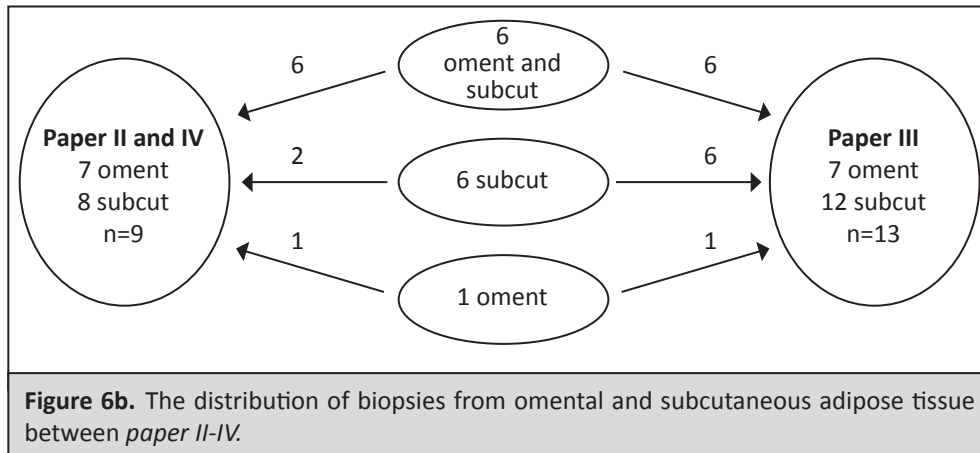 6
oment and
subcut
6
6
Paper II and IV
7 oment
8 subcut
n=9
2
6 subcut
6
Paper III
7 oment
12 subcut
n=13
1
1 oment
1
Figure 6b. The distribution of biopsies from omental and subcutaneous adipose tissue
between paper II-IV.